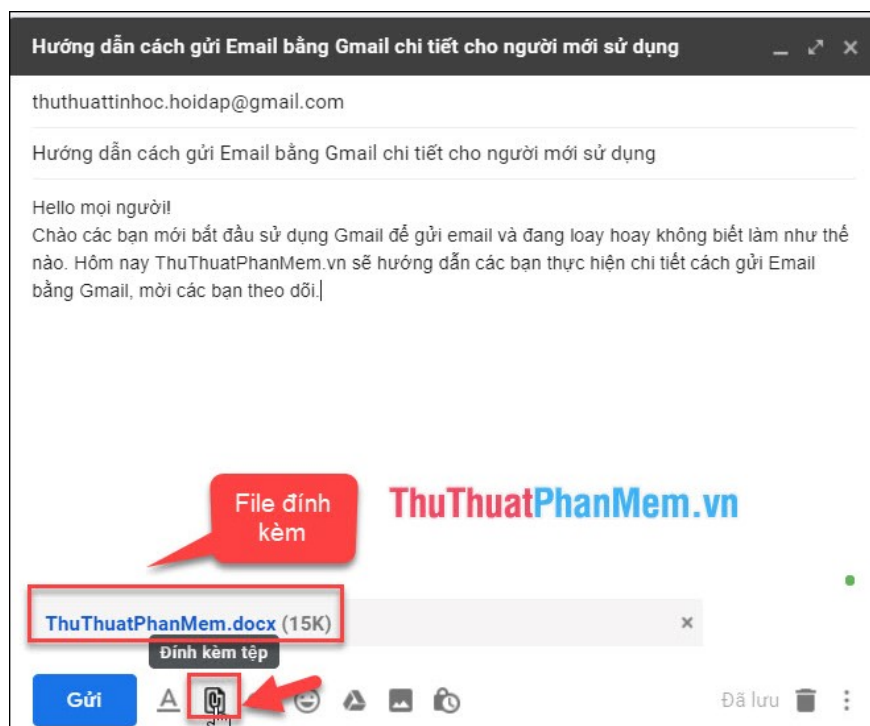 Hướng dẫn cách gửi Email bằng Gmail chi tiết cho người mới sử dụng
thuthuattinhoc.hoidap@gmail.com
Hướng dẫn cách gửi Email bằng Gmail chi tiết cho người mới sử dụng
Hello mọi người!
Chào các bạn mới bắt đầu sử dụng Gmail để gửi email và đang loay hoay không biết làm như thế
nào. Hôm nay ThuThuatPhanMem.vn sẽ hướng dẫn các bạn thực hiện chi tiết cách gửi Email
bằng Gmail, mời các bạn theo dõi.
File đính
kèm
ThuThuatPhanMem.vn
ThuThuatPhanMem.docx (15K)
Đính kèm tệp
Gửi
Đã lưu